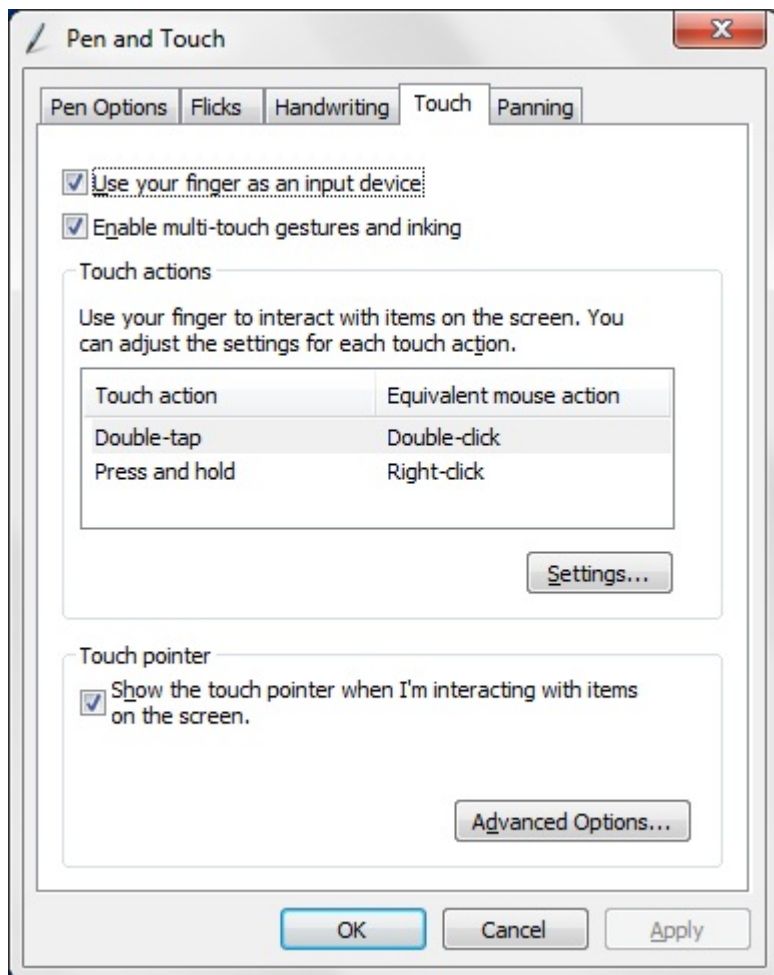 Pen and Touch
Pen Options Flicks Handwriting Touch Panning
Use your finger as an input device
Enable multi-touch gestures and inking
Touch actions
Use your finger to interact with items on the screen. You
can adjust the settings for each touch action.
Touch action Equivalent mouse action
Double-tap Double-click
Press and hold Right-click
Settings...
Touch pointer
Show the touch pointer when I'm interacting with items
on the screen.
Advanced Options...
OK Cancel Apply